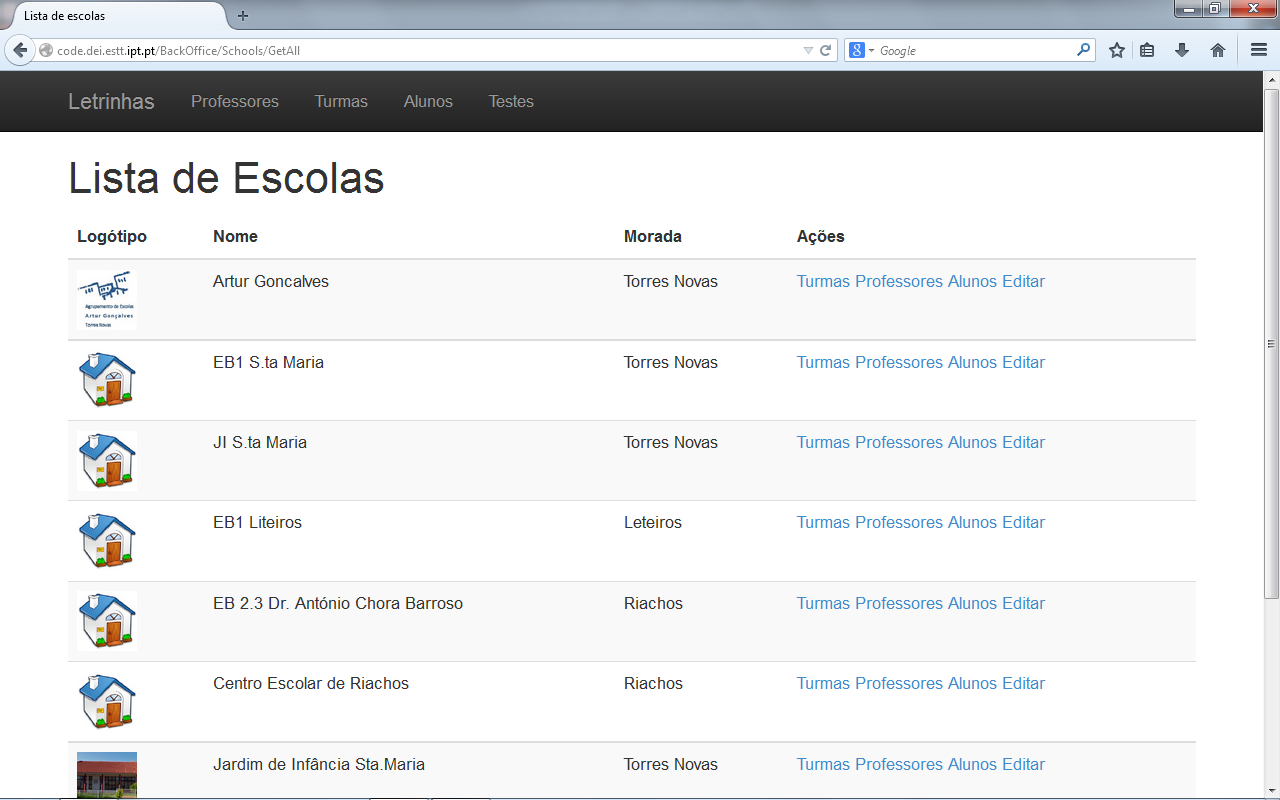 Lista de escolas
code.dei.estt.ipt.pt/BackOffice/Schools/GetAll
Google
Letrinhas Professores Turmas Alunos Testes
Lista de Escolas
Logótipo Nome Morada Ações
Artur Goncalves Torres Novas Turmas Professores Alunos Editar
Agrupamento de Escolas
Artur Gonçalves
Torres Novas
EB1 S.ta Maria Torres Novas Turmas Professores Alunos Editar
JI S.ta Maria Torres Novas Turmas Professores Alunos Editar
EB1 Liteiros Leteiros Turmas Professores Alunos Editar
EB 2.3 Dr. António Chora Barroso Riachos Turmas Professores Alunos Editar
Centro Escolar de Riachos Riachos Turmas Professores Alunos Editar
Jardim de Infância Sta.Maria Torres Novas Turmas Professores Alunos Editar